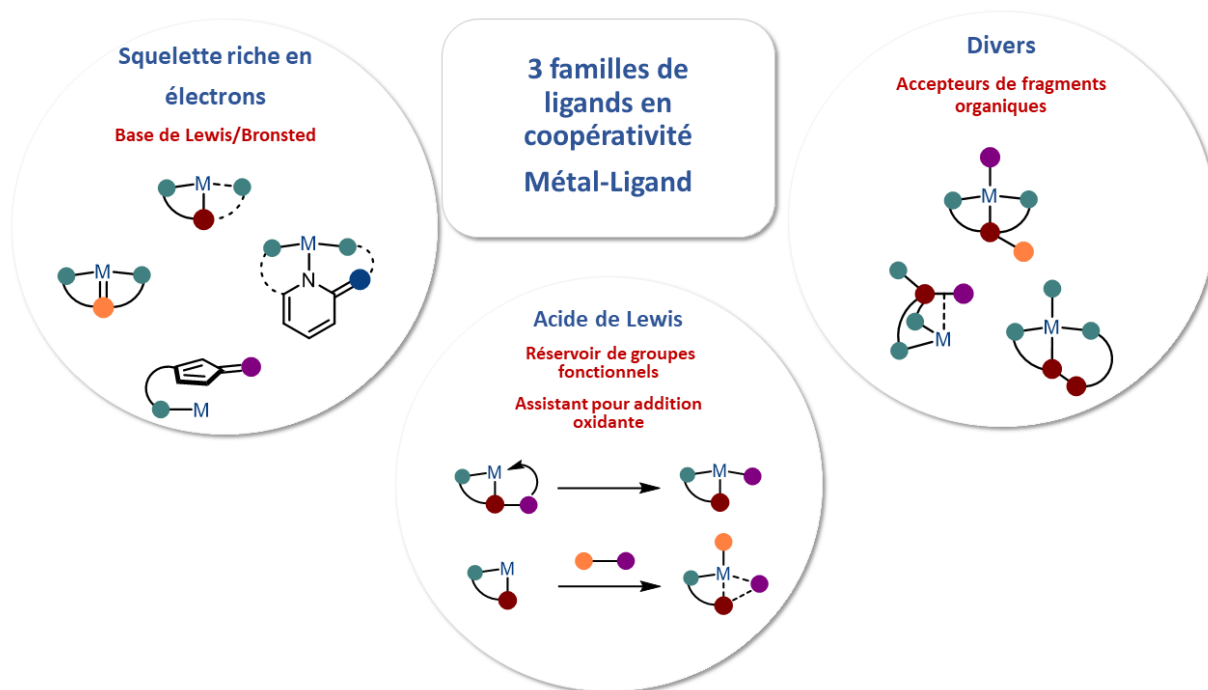 Squelette riche en
électrons
Base de Lewis/Bronsted
M
M
M
N
M
3 familles de
ligands en
coopérativité
Métal-Ligand
Divers
Accepteurs de fragments
organiques
M
M
M
Acide de Lewis
Réservoir de groupes
fonctionnels
Assistant pour addition
oxidante
M
M
M
M